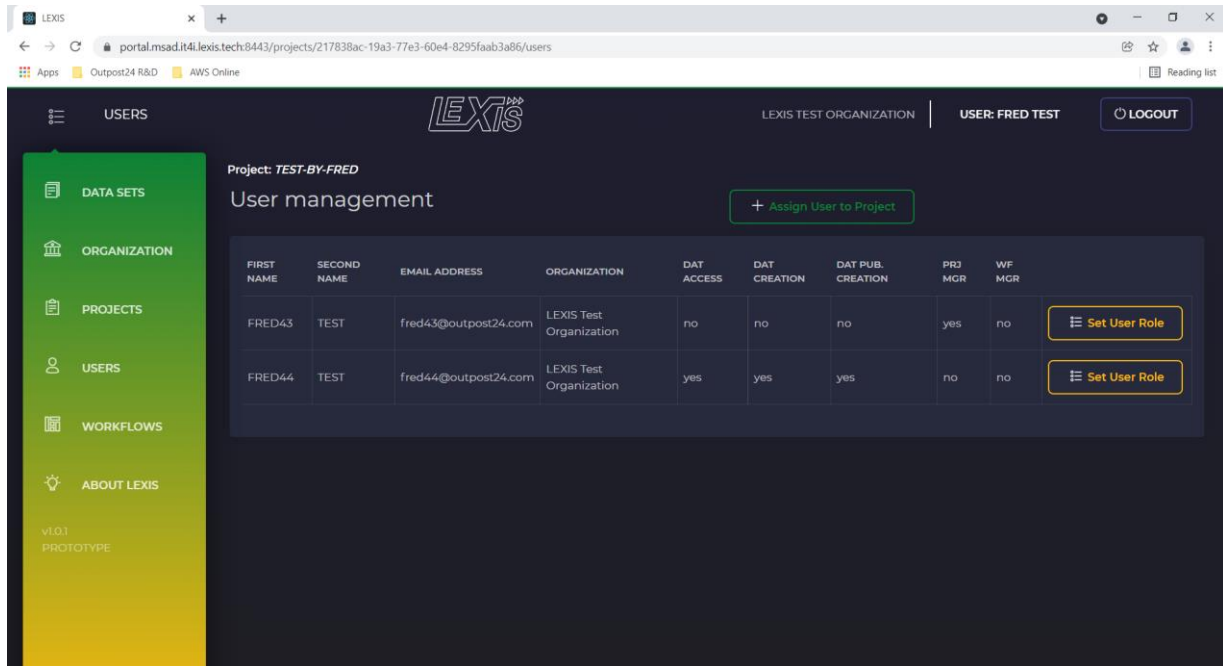 LEXIS
portal.msad.it4i.lexis.tech:8443/projects/217838ac-19a3-77e3-60e4-8295faab3a86/users
Apps Outpost24 R&D AWS Online Reading list
USERS LEXIS LEXIS TEST ORGANIZATION USER: FRED TEST LOGOUT
DATA SETS
ORGANIZATION
PROJECTS
USERS
WORKFLOWS
ABOUT LEXIS
v1.0.1
PROTOTYPE
Project: TEST-BY-FRED
User management + Assign User to Project
FIRST SECOND EMAIL ADDRESS ORGANIZATION DAT DAT DAT PUB. PRJ WF
NAME NAME ACCESS CREATION CREATION MGR MGR
FRED43 TEST fred43@outpost24.com LEXIS Test no no no yes no Set User Role
Organization
FRED44 TEST fred44@outpost24.com LEXIS Test yes yes yes no no Set User Role
Organization